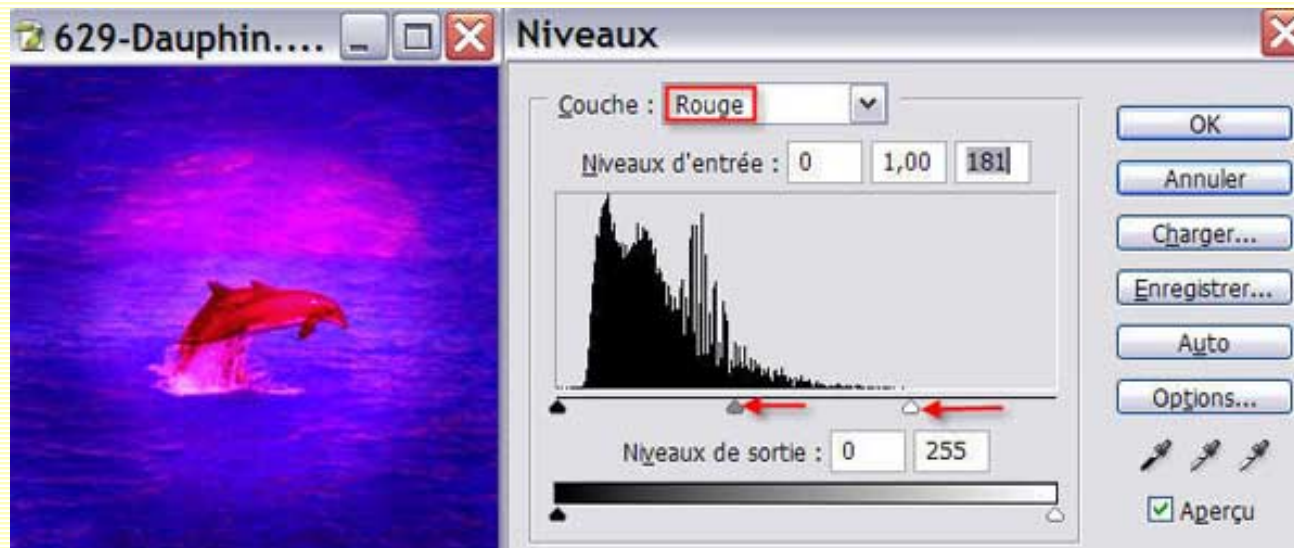 629-Dauphin....
Niveaux
Couche : Rouge
Niveaux d'entrée : 0 1,00 181
Niveaux de sortie : 0 255
OK
Annuler
Charger...
Enregistrer...
Auto
Options...
Aperçu